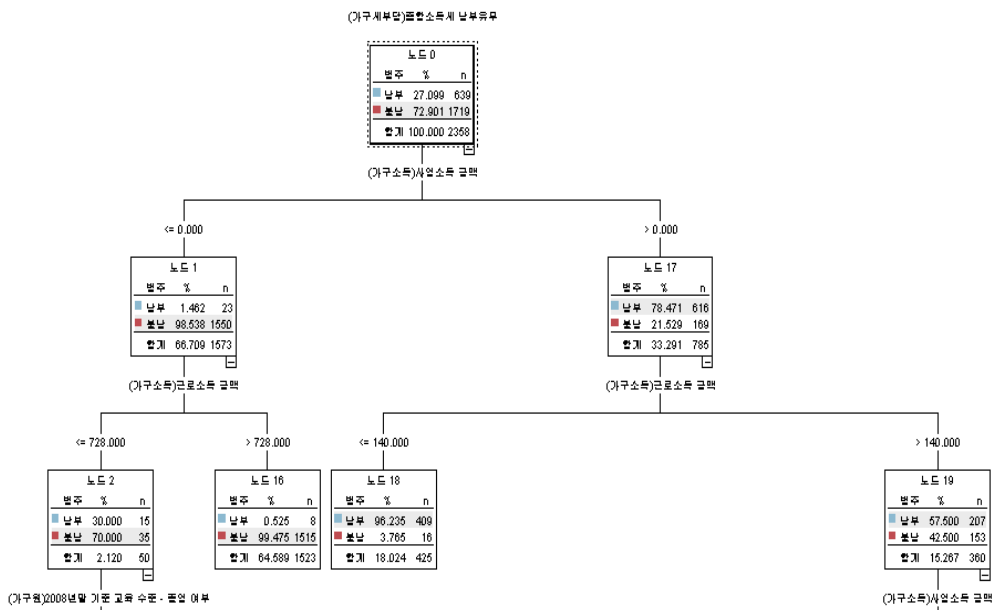 (가구세부담)종합소득세 납부유무
노드 0
범주 % n
납부 27.099 639
불납 72.901 1719
합계 100.000 2358
(가구소득)사업소득 금액
<= 0.000
> 0.000
노드 1
범주 % n
납부 1.462 23
불납 98.538 1550
합계 66.709 1573
노드 17
범주 % n
납부 78.471 616
불납 21.529 169
합계 33.291 785
(가구소득)근로소득 금액
(가구소득)근로소득 금액
<= 728.000
> 728.000
<= 140.000
> 140.000
노드 2
범주 % n
납부 30.000 15
불납 70.000 35
합계 2.120 50
노드 16
범주 % n
납부 0.525 8
불납 99.475 1515
합계 64.589 1523
노드 18
범주 % n
납부 96.235 409
불납 3.765 16
합계 18.024 425
노드 19
범주 % n
납부 57.500 207
불납 42.500 153
합계 15.267 360
(가구원)2008년말 기준 교육 수준 - 졸업 여부
(가구소득)사업소득 금액